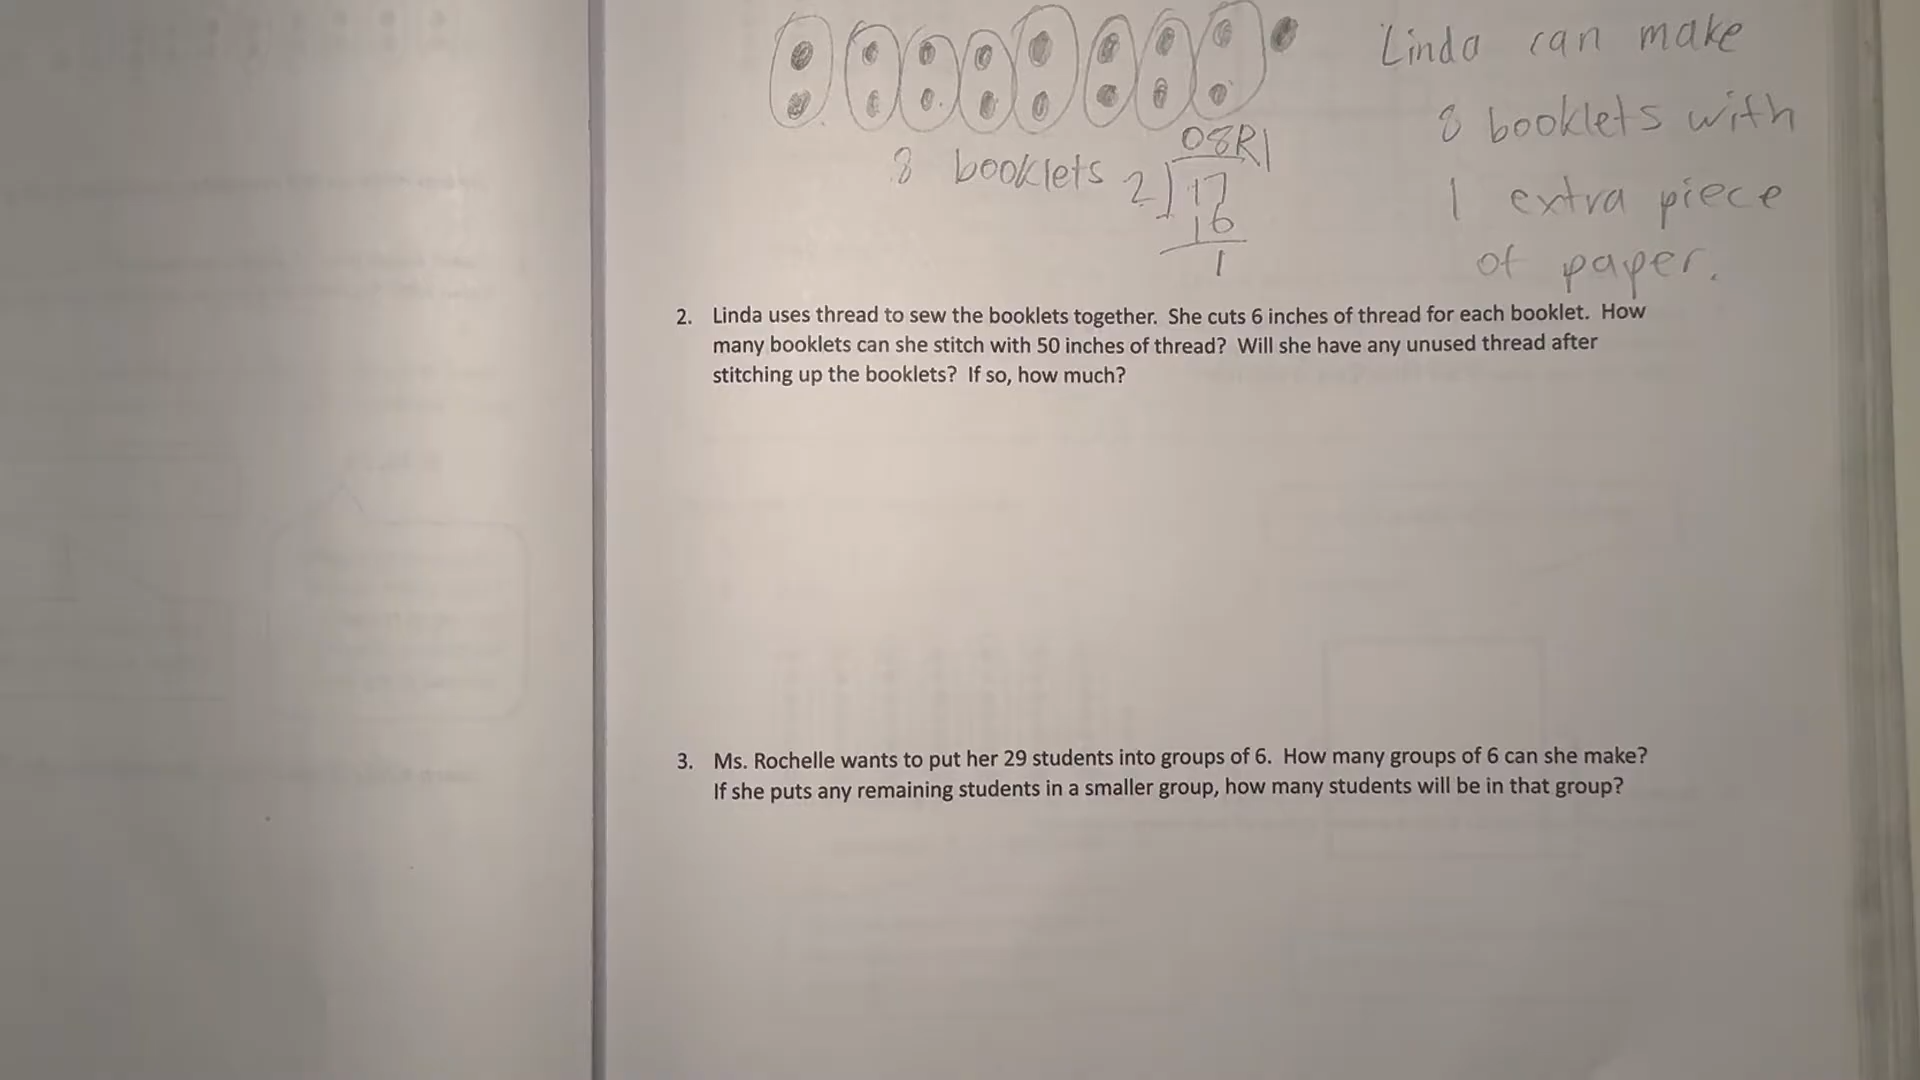 Linda can make
8 booklets with
1 extra piece
of paper.
8 booklets
08R1
2)17
16
1
2. Linda uses thread to sew the booklets together. She cuts 6 inches of thread for each booklet. How
many booklets can she stitch with 50 inches of thread? Will she have any unused thread after
stitching up the booklets? If so, how much?
3. Ms. Rochelle wants to put her 29 students into groups of 6. How many groups of 6 can she make?
If she puts any remaining students in a smaller group, how many students will be in that group?